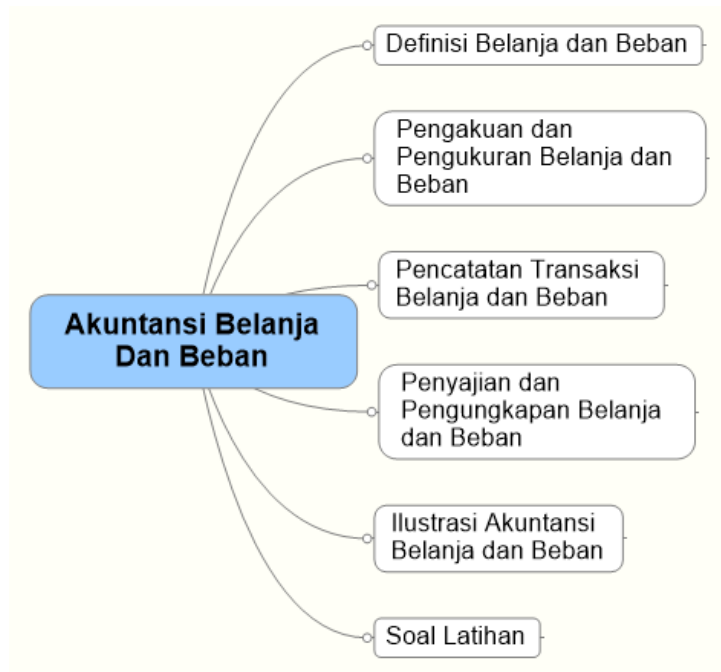 Definisi Belanja dan Beban
Pengakuan dan
Pengukuran Belanja dan
Beban
Pencatatan Transaksi
Belanja dan Beban
Akuntansi Belanja
Dan Beban
Penyajian dan
Pengungkapan Belanja
dan Beban
Ilustrasi Akuntansi
Belanja dan Beban
Soal Latihan